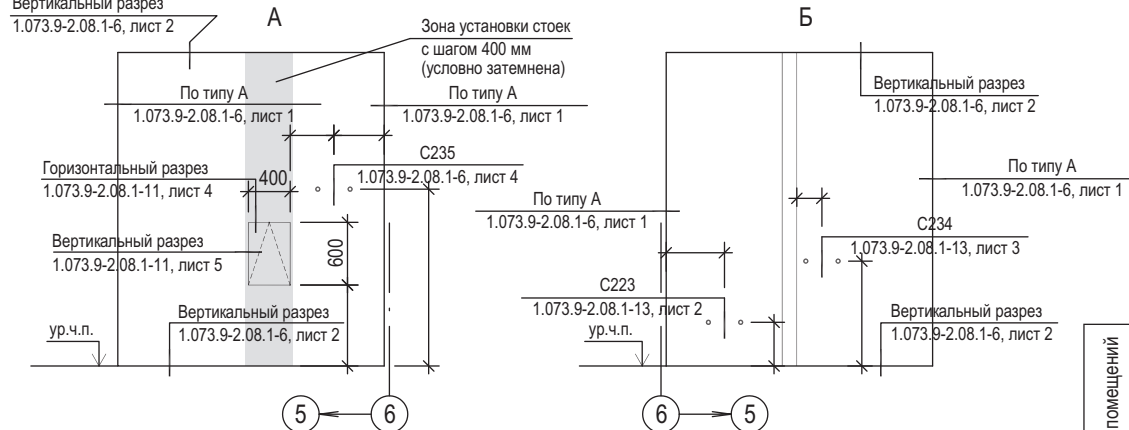 Вертикальный разрез
1.073.9-2.08.1-6, лист 2
А
Зона установки стоек
с шагом 400 мм
(условно затемнена)
По типу А
1.073.9-2.08.1-6, лист 1
По типу А
1.073.9-2.08.1-6, лист 1
Горизонтальный разрез
1.073.9-2.08.1-11, лист 4
400
С235
1.073.9-2.08.1-6, лист 4
Вертикальный разрез
1.073.9-2.08.1-11, лист 5
600
Вертикальный разрез
1.073.9-2.08.1-6, лист 2
ур.ч.п.
5
6
Б
Вертикальный разрез
1.073.9-2.08.1-6, лист 2
По типу А
1.073.9-2.08.1-6, лист 1
По типу А
1.073.9-2.08.1-6, лист 1
С234
1.073.9-2.08.1-13, лист 3
С223
1.073.9-2.08.1-13, лист 2
Вертикальный разрез
1.073.9-2.08.1-6, лист 2
ур.ч.п.
6
5
помещений